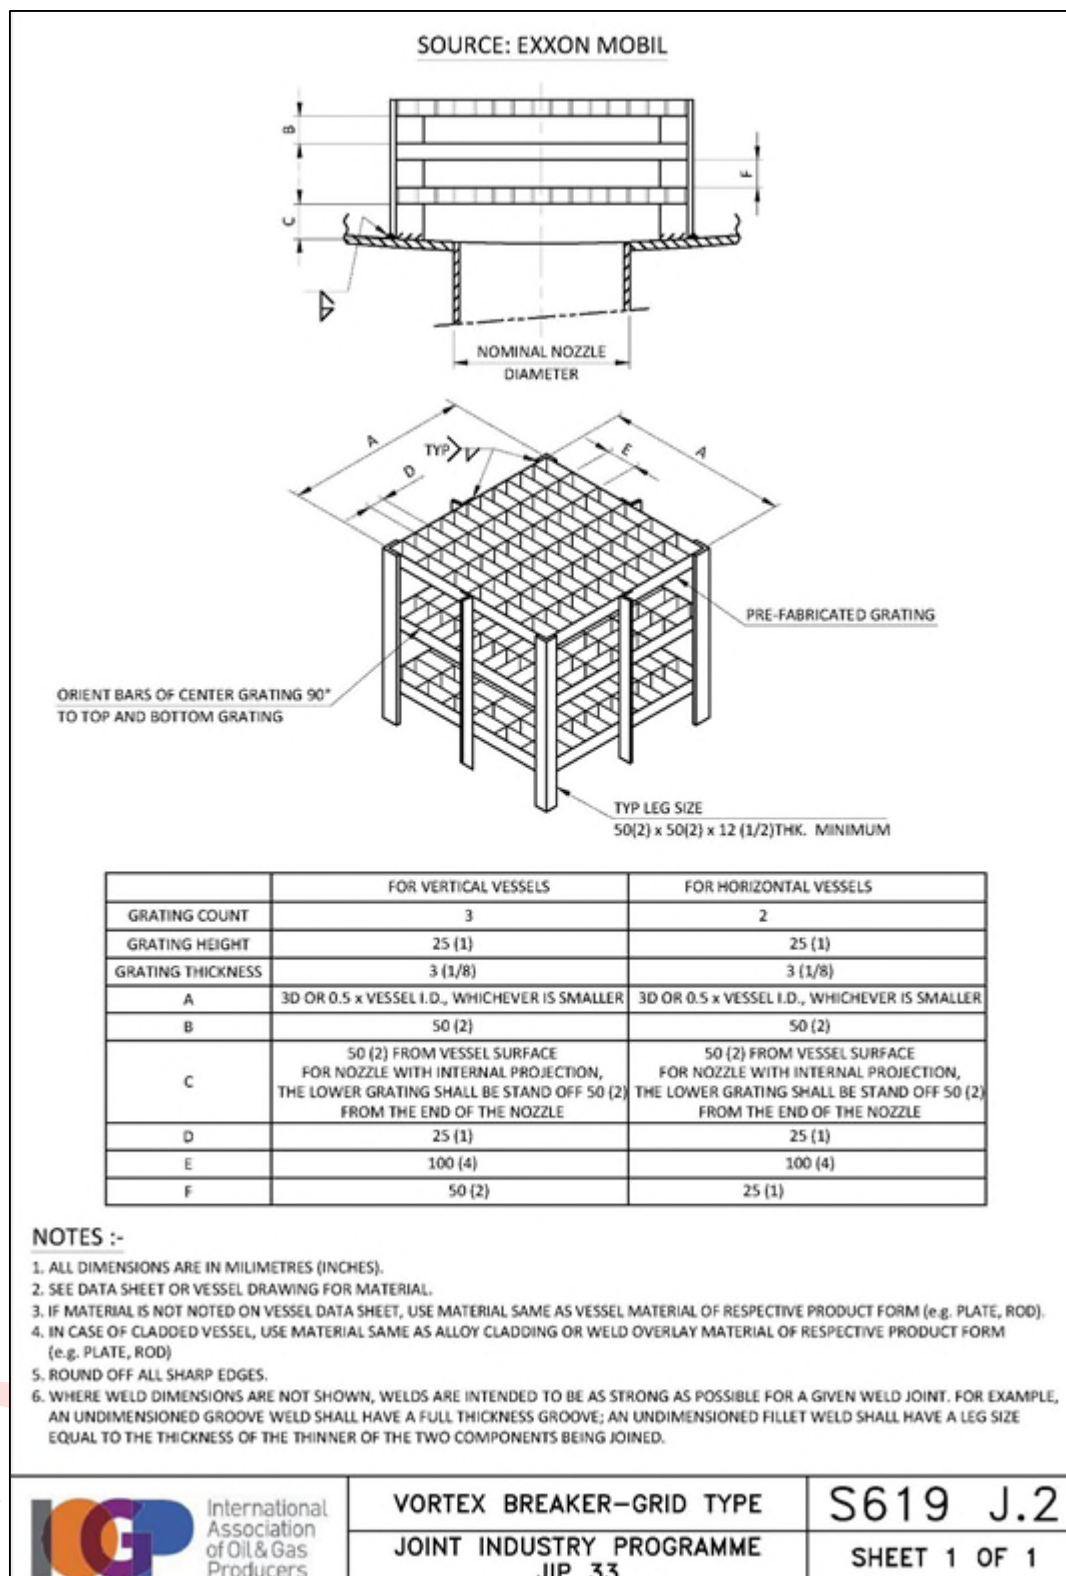 SOURCE: EXXON MOBIL
B
F
C
NOMINAL NOZZLE
DIAMETER
A
TYP
D
E
A
PRE-FABRICATED GRATING
ORIENT BARS OF CENTER GRATING 90°
TO TOP AND BOTTOM GRATING
TYP LEG SIZE
50(2) x 50(2) x 12 (1/2)THK. MINIMUM
FOR VERTICAL VESSELS FOR HORIZONTAL VESSELS
GRATING COUNT 3 2
GRATING HEIGHT 25 (1) 25 (1)
GRATING THICKNESS 3 (1/8) 3 (1/8)
A 3D OR 0.5 x VESSEL I.D., WHICHEVER IS SMALLER 3D OR 0.5 x VESSEL I.D., WHICHEVER IS SMALLER
B 50 (2) 50 (2)
C
50 (2) FROM VESSEL SURFACE
FOR NOZZLE WITH INTERNAL PROJECTION,
THE LOWER GRATING SHALL BE STAND OFF 50 (2)
FROM THE END OF THE NOZZLE
50 (2) FROM VESSEL SURFACE
FOR NOZZLE WITH INTERNAL PROJECTION,
THE LOWER GRATING SHALL BE STAND OFF 50 (2)
FROM THE END OF THE NOZZLE
D 25 (1) 25 (1)
E 100 (4) 100 (4)
F 50 (2) 25 (1)
NOTES :-
1. ALL DIMENSIONS ARE IN MILIMETRES (INCHES).
2. SEE DATA SHEET OR VESSEL DRAWING FOR MATERIAL.
3. IF MATERIAL IS NOT NOTED ON VESSEL DATA SHEET, USE MATERIAL SAME AS VESSEL MATERIAL OF RESPECTIVE PRODUCT FORM (e.g. PLATE, ROD).
4. IN CASE OF CLADDED VESSEL, USE MATERIAL SAME AS ALLOY CLADDING OR WELD OVERLAY MATERIAL OF RESPECTIVE PRODUCT FORM
(e.g. PLATE, ROD)
5. ROUND OFF ALL SHARP EDGES.
6. WHERE WELD DIMENSIONS ARE NOT SHOWN, WELDS ARE INTENDED TO BE AS STRONG AS POSSIBLE FOR A GIVEN WELD JOINT. FOR EXAMPLE,
AN UNDIMENSIONED GROOVE WELD SHALL HAVE A FULL THICKNESS GROOVE; AN UNDIMENSIONED FILLET WELD SHALL HAVE A LEG SIZE
EQUAL TO THE THICKNESS OF THE THINNER OF THE TWO COMPONENTS BEING JOINED.
IOGP
International
Association
of Oil & Gas
Producers
VORTEX BREAKER-GRID TYPE
JOINT INDUSTRY PROGRAMME
JIP 33
S619 J.2
SHEET 1 OF 1